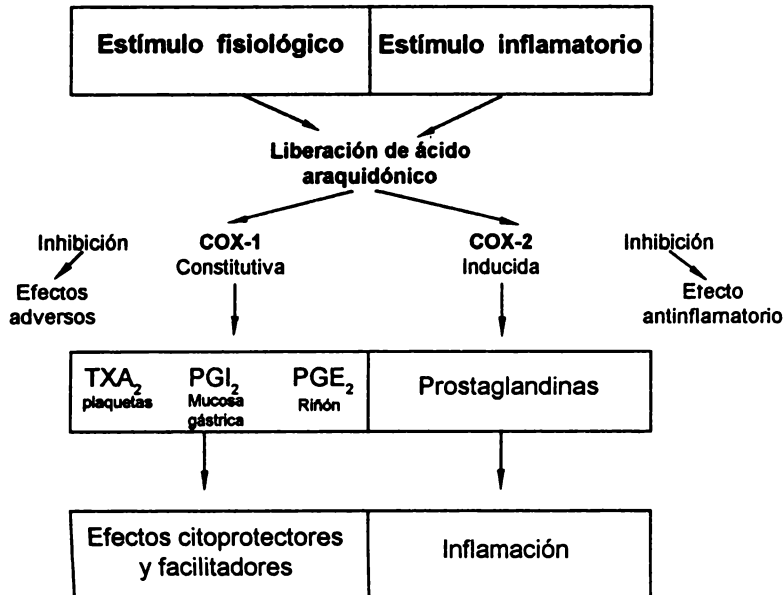 Estímulo fisiológico
Estímulo inflamatorio
Liberación de ácido
araquidónico
Inhibición
COX-1
COX-2
Inhibición
Constitutiva
Inducida
Efectos
adversos
Efecto
antinflamatorio
TXA2
PGI2
PGE2
Prostaglandinas
plaquetas
Mucosa
gástrica
Riñón
Efectos citoprotectores
y facilitadores
Inflamación